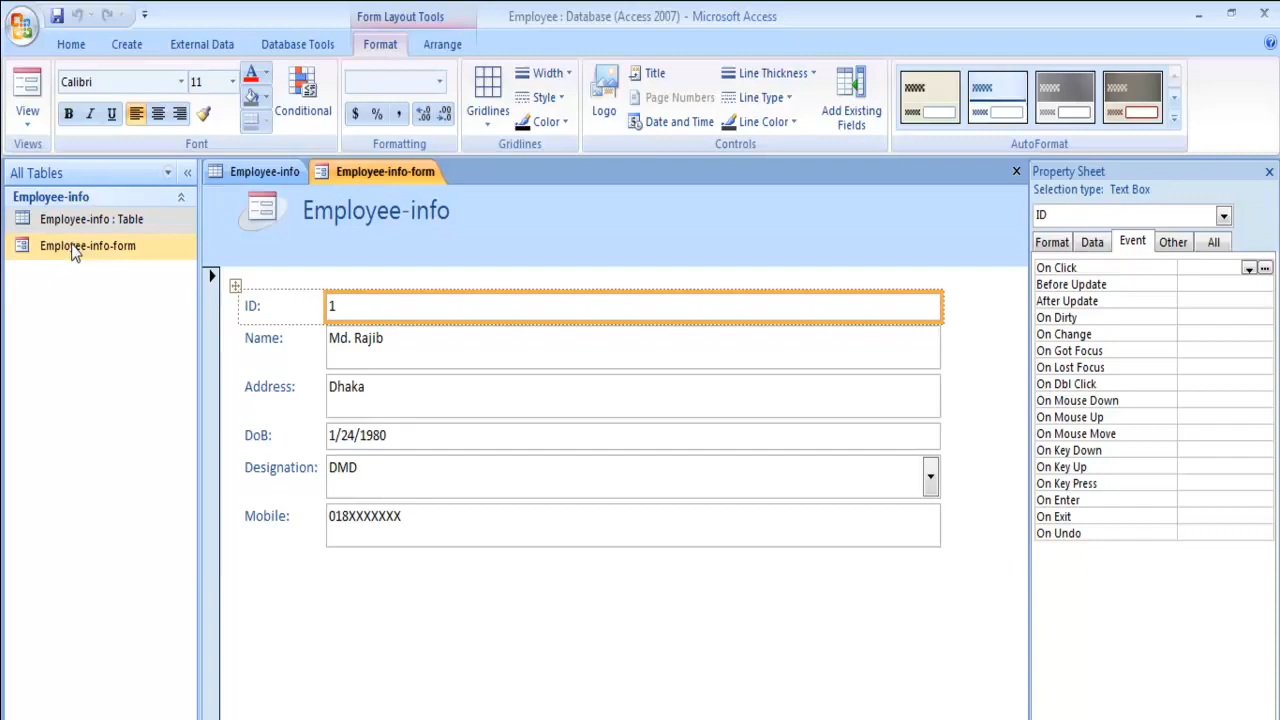 Form Layout Tools
Employee : Database (Access 2007) - Microsoft Access
Home Create External Data Database Tools Format Arrange
View
Views
Calibri 11
B I U
Font
Conditional
$ % ,
Formatting
Gridlines
Width
Style
Color
Gridlines
Logo
Title
Page Numbers
Date and Time
Line Thickness
Line Type
Line Color
Add Existing Fields
Controls
AutoFormat
All Tables
Employee-info
Employee-info : Table
Employee-info-form
Employee-info Employee-info-form
Employee-info
ID: 1
Name: Md. Rajib
Address: Dhaka
DoB: 1/24/1980
Designation: DMD
Mobile: 018XXXXXXX
Property Sheet
Selection type: Text Box
ID
Format Data Event Other All
On Click
Before Update
After Update
On Dirty
On Change
On Got Focus
On Lost Focus
On Dbl Click
On Mouse Down
On Mouse Up
On Mouse Move
On Key Down
On Key Up
On Key Press
On Enter
On Exit
On Undo